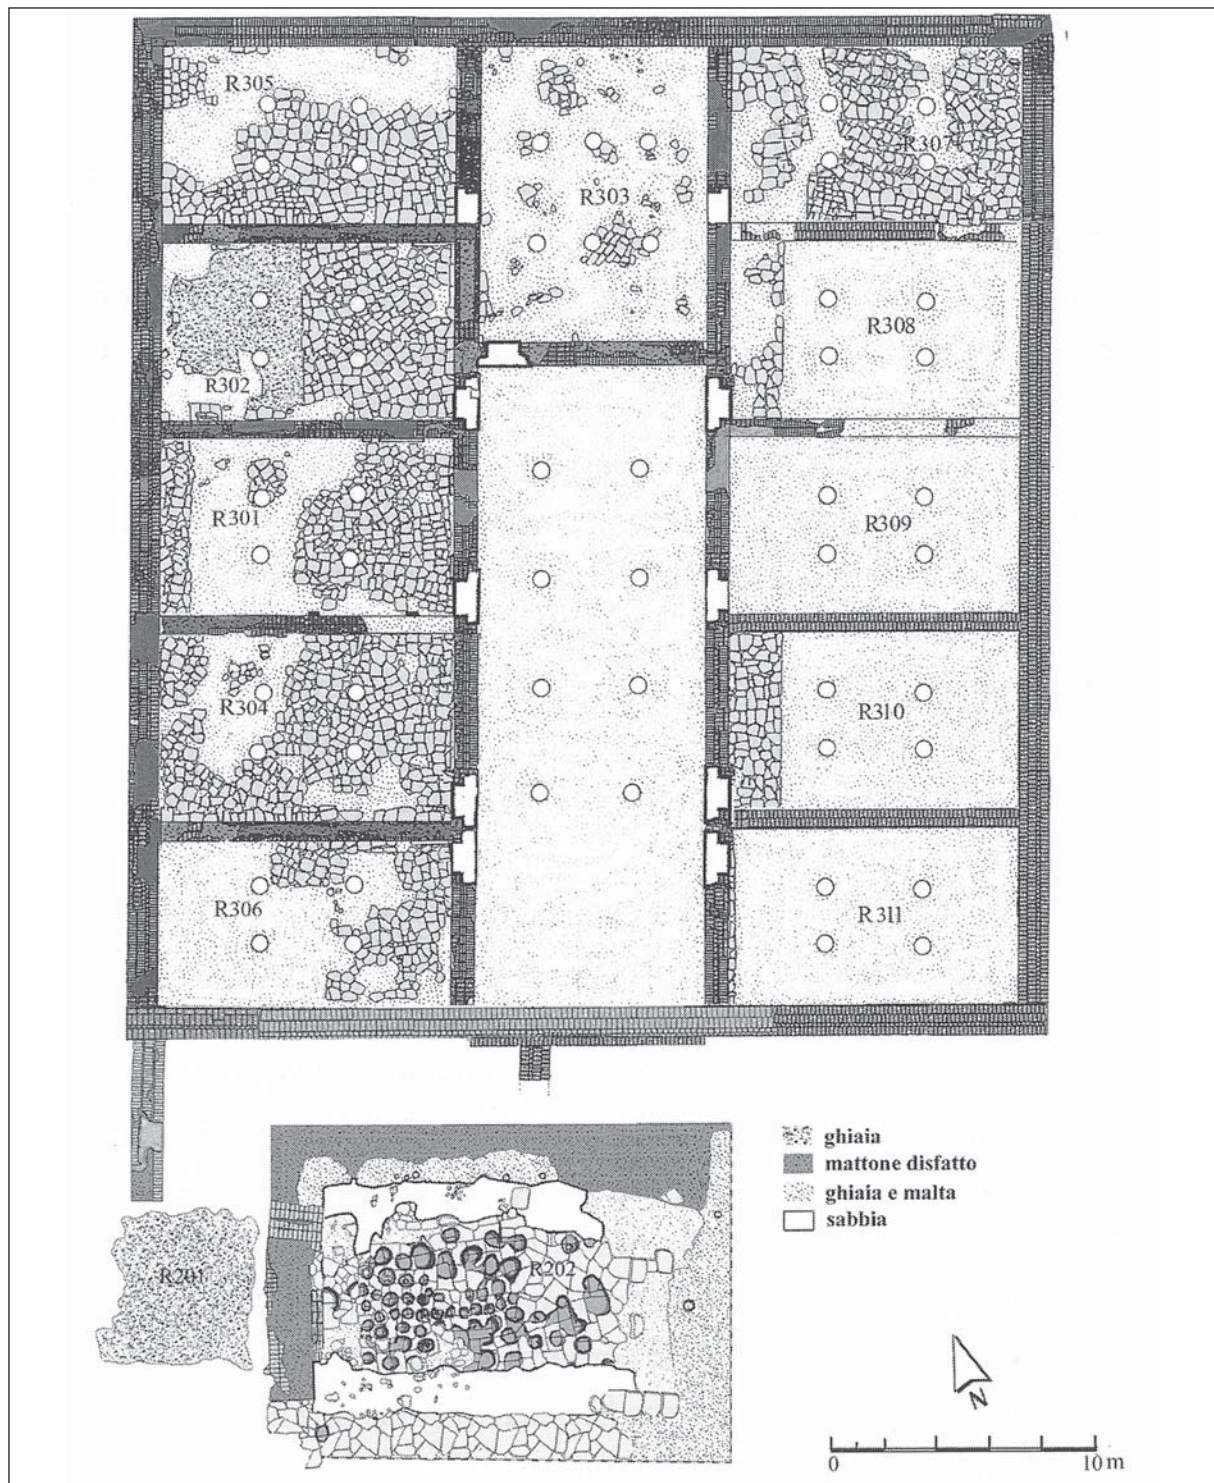 R305
R303
R307
R302
R308
R301
R309
R304
R310
R306
R311
ghiaia
mattone disfatto
ghiaia e malta
sabbia
R201
R202
N
0 10 m